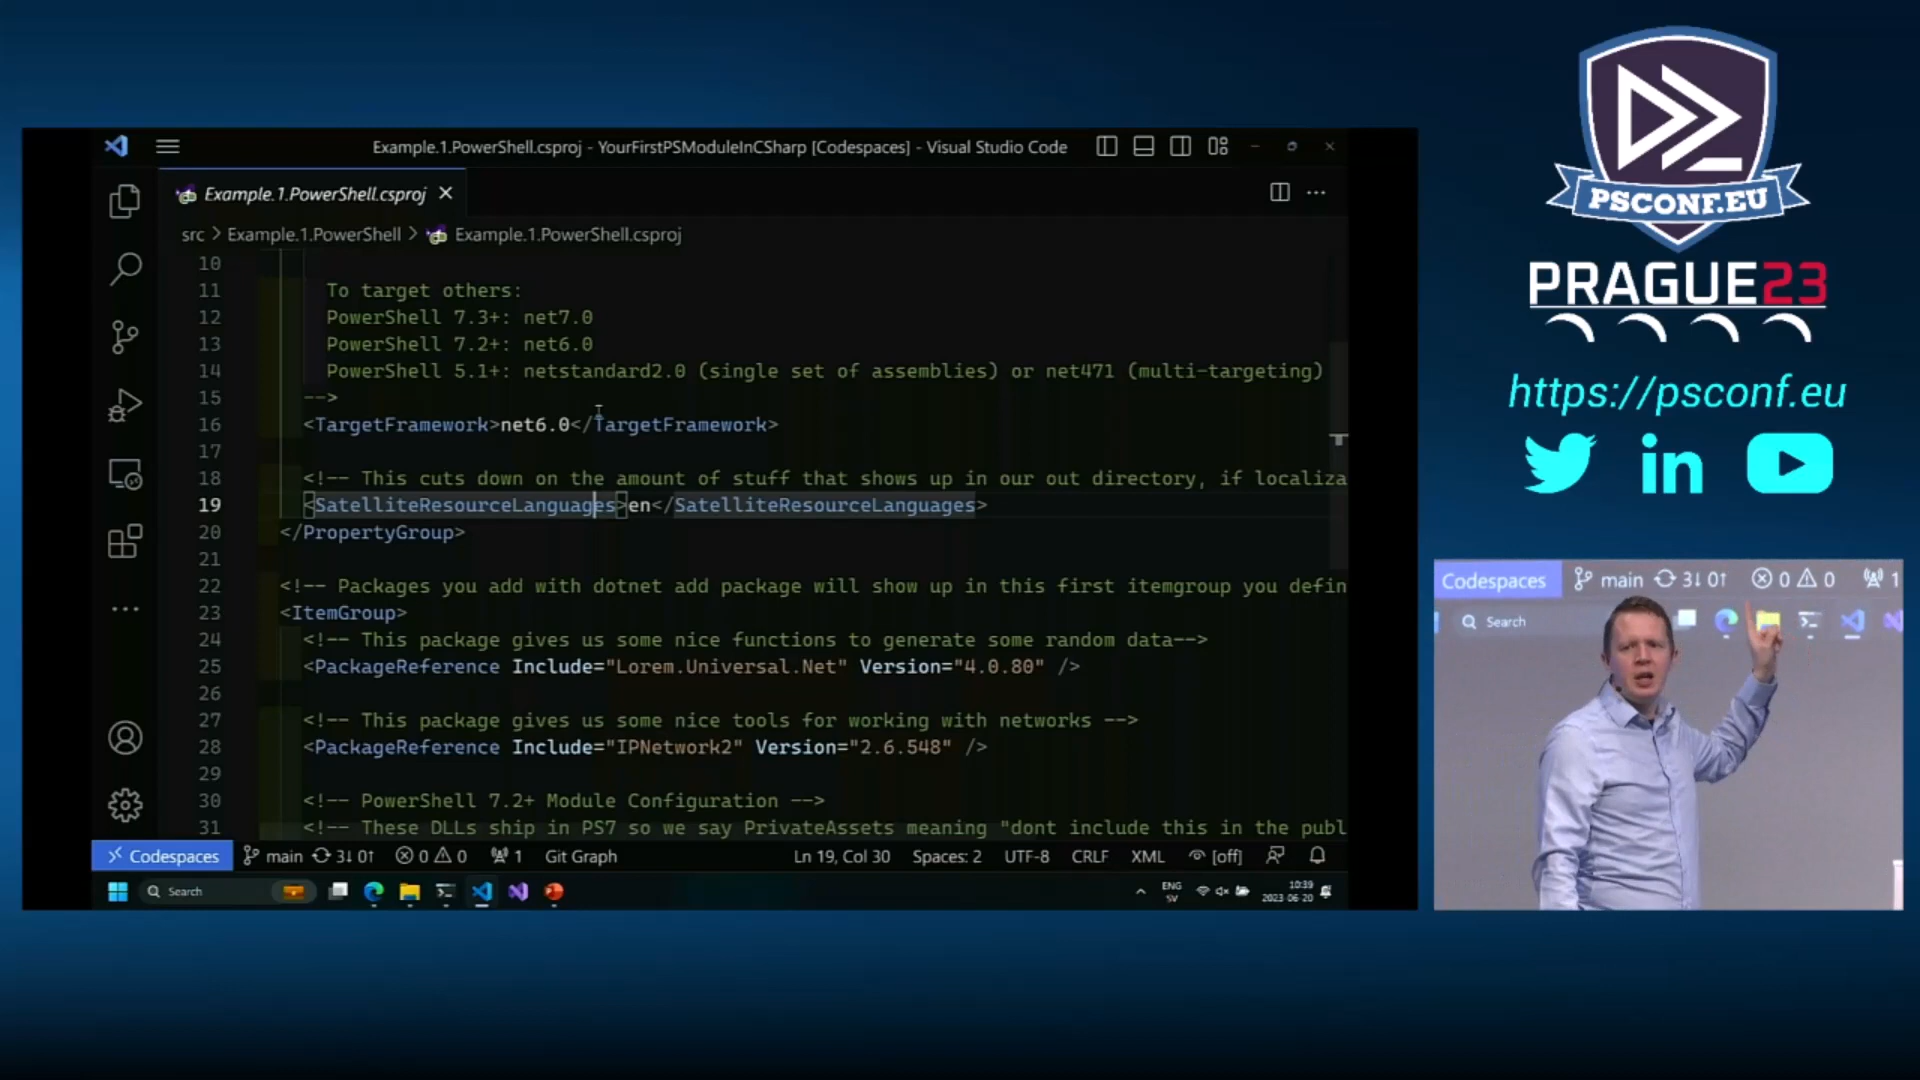 Example.1.PowerShell.csproj - YourFirstPSModuleInCSharp [Codespaces] - Visual Studio Code
Example.1.PowerShell.csproj
src > Example.1.PowerShell > Example.1.PowerShell.csproj
10
11 To target others:
12 PowerShell 7.3+: net7.0
13 PowerShell 7.2+: net6.0
14 PowerShell 5.1+: netstandard2.0 (single set of assemblies) or net471 (multi-targeting)
15 -->
16 <TargetFramework>net6.0</TargetFramework>
17
18 <!-- This cuts down on the amount of stuff that shows up in our out directory, if localiza
19 <SatelliteResourceLanguages>en</SatelliteResourceLanguages>
20 </PropertyGroup>
21
22 <!-- Packages you add with dotnet add package will show up in this first itemgroup you defin
23 <ItemGroup>
24 <!-- This package gives us some nice functions to generate some random data-->
25 <PackageReference Include="Lorem.Universal.Net" Version="4.0.80" />
26
27 <!-- This package gives us some nice tools for working with networks -->
28 <PackageReference Include="IPNetwork2" Version="2.6.548" />
29
30 <!-- PowerShell 7.2+ Module Configuration -->
31 <!-- These DLLs ship in PS7 so we say PrivateAssets meaning "dont include this in the publ
Codespaces main 3↓ 0↑ 0 0 1 Git Graph Ln 19, Col 30 Spaces: 2 UTF-8 CRLF XML [off]
Search ENG SV 10:39 2023-06-20
PSCONF.EU
PRAGUE23
https://psconf.eu
in
Codespaces main 3↓ 0↑ 0 0 1
Search